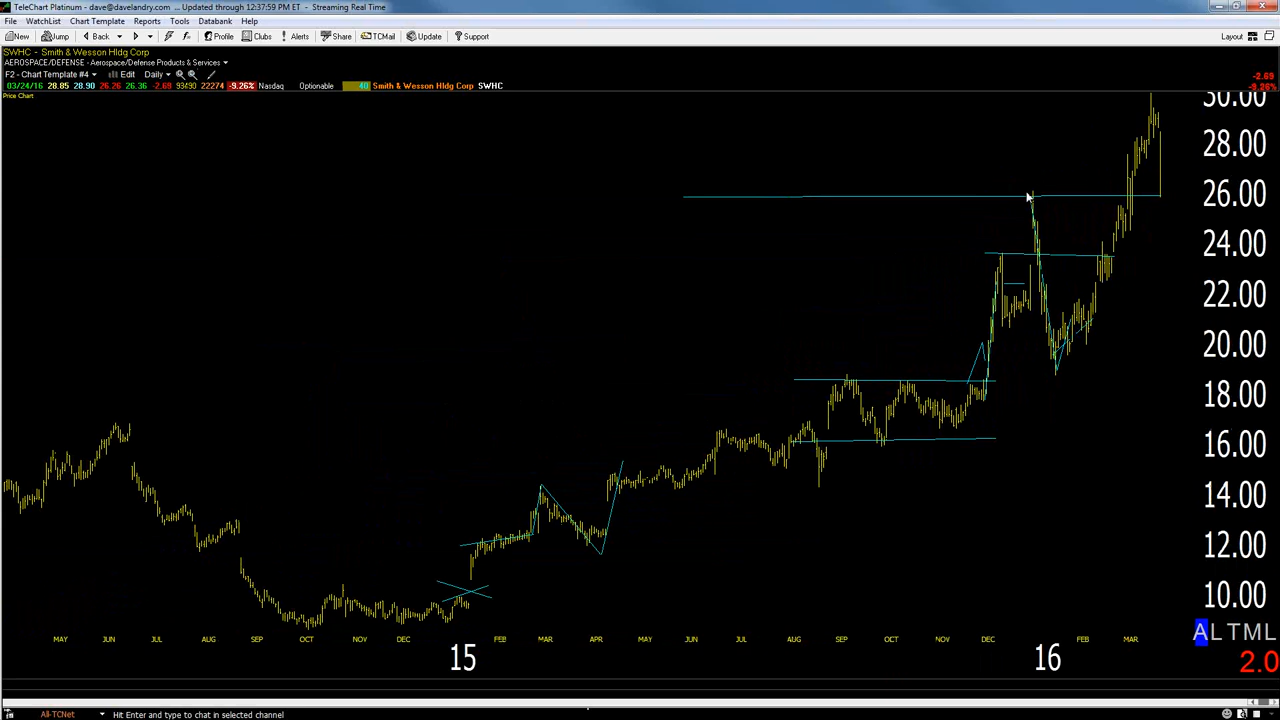 TeleChart Platinum - dave@davelandry.com ... Updated through 12:37:59 PM ET - Streaming Real Time
File WatchList Chart Template Reports Tools Databank Help
New Jump Back Profile Clubs Alerts Share TCMail Update Support Layout
SWHC - Smith & Wesson Hldg Corp
AEROSPACE/DEFENSE - Aerospace/Defense Products & Services
F2 - Chart Template #4 Edit Daily
-2.69
03/24/16 28.85 28.90 26.26 26.36 -2.69 22274 -9.26% Nasdaq Optionable 40 Smith & Wesson Hldg Corp SWHC
-9.26%
Price Chart
30.00
28.00
26.00
24.00
22.00
20.00
18.00
16.00
14.00
12.00
10.00
MAY JUN JUL AUG SEP OCT NOV DEC FEB MAR APR MAY JUN JUL AUG SEP OCT NOV DEC FEB MAR
ALTML
15 16
2.0
All-TCNet Hit Enter and type to chat in selected channel